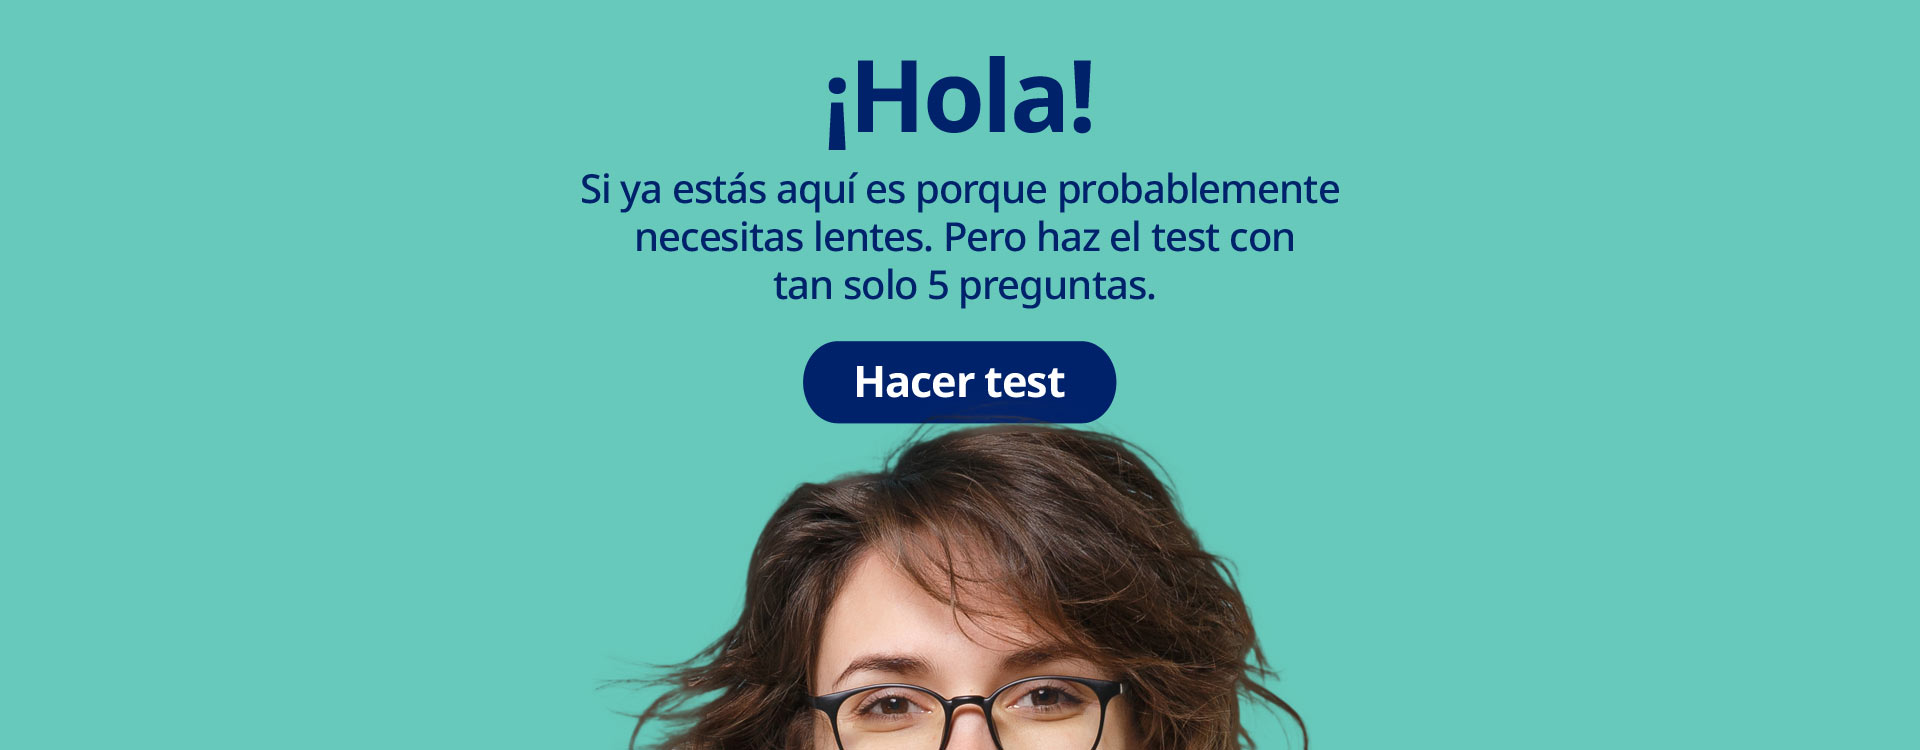 ¡Hola!
Si ya estás aquí es porque probablemente
necesitas lentes. Pero haz el test con
tan solo 5 preguntas.
Hacer test